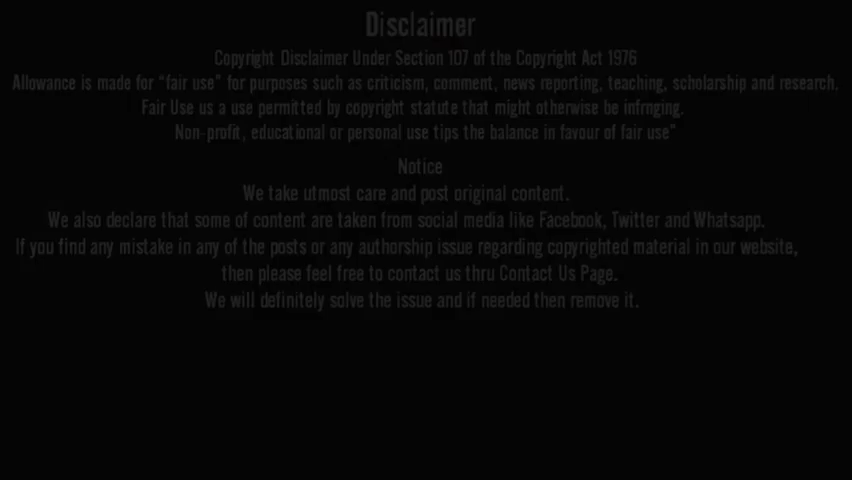 Disclaimer
Copyright Disclaimer Under Section 107 of the Copyright Act 1976
Allowance is made for "fair use" for purposes such as criticism, comment, news reporting, teaching, scholarship and research.
Fair Use us a use permitted by copyright statute that might otherwise be infrnging.
Non-profit, educational or personal use tips the balance in favour of fair use"
Notice
We take utmost care and post original content.
We also declare that some of content are taken from social media like Facebook, Twitter and Whatsapp.
If you find any mistake in any of the posts or any authorship issue regarding copyrighted material in our website,
then please feel free to contact us thru Contact Us Page.
We will definitely solve the issue and if needed then remove it.